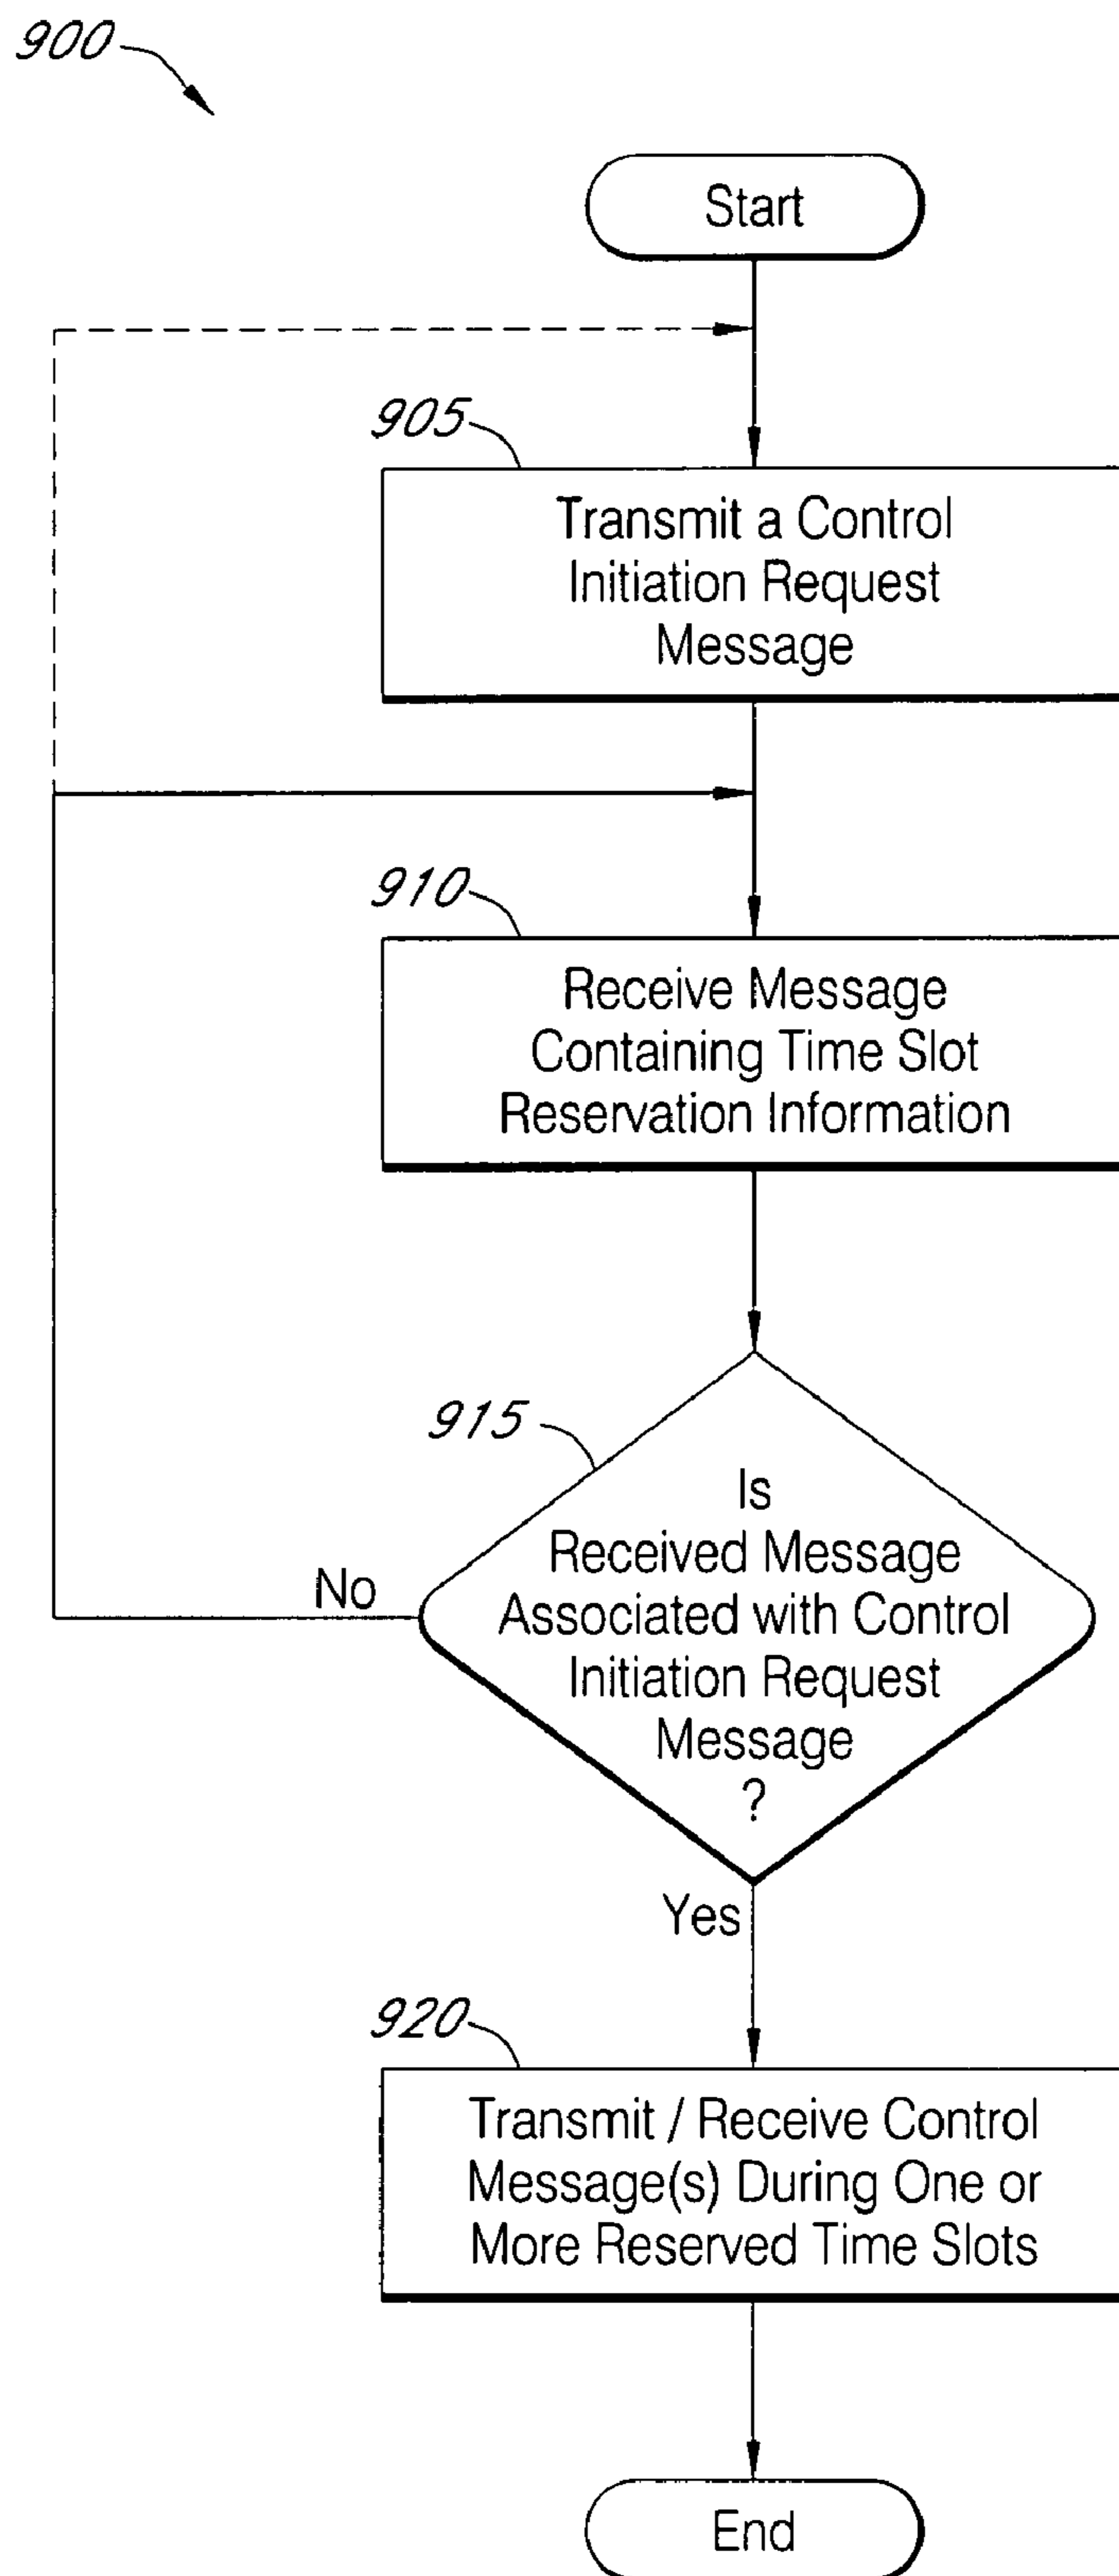 900
Start
905
Transmit a Control
Initiation Request
Message
910
Receive Message
Containing Time Slot
Reservation Information
915
Is
Received Message
Associated with Control
Initiation Request
Message
?
No
Yes
920
Transmit / Receive Control
Message(s) During One or
More Reserved Time Slots
End